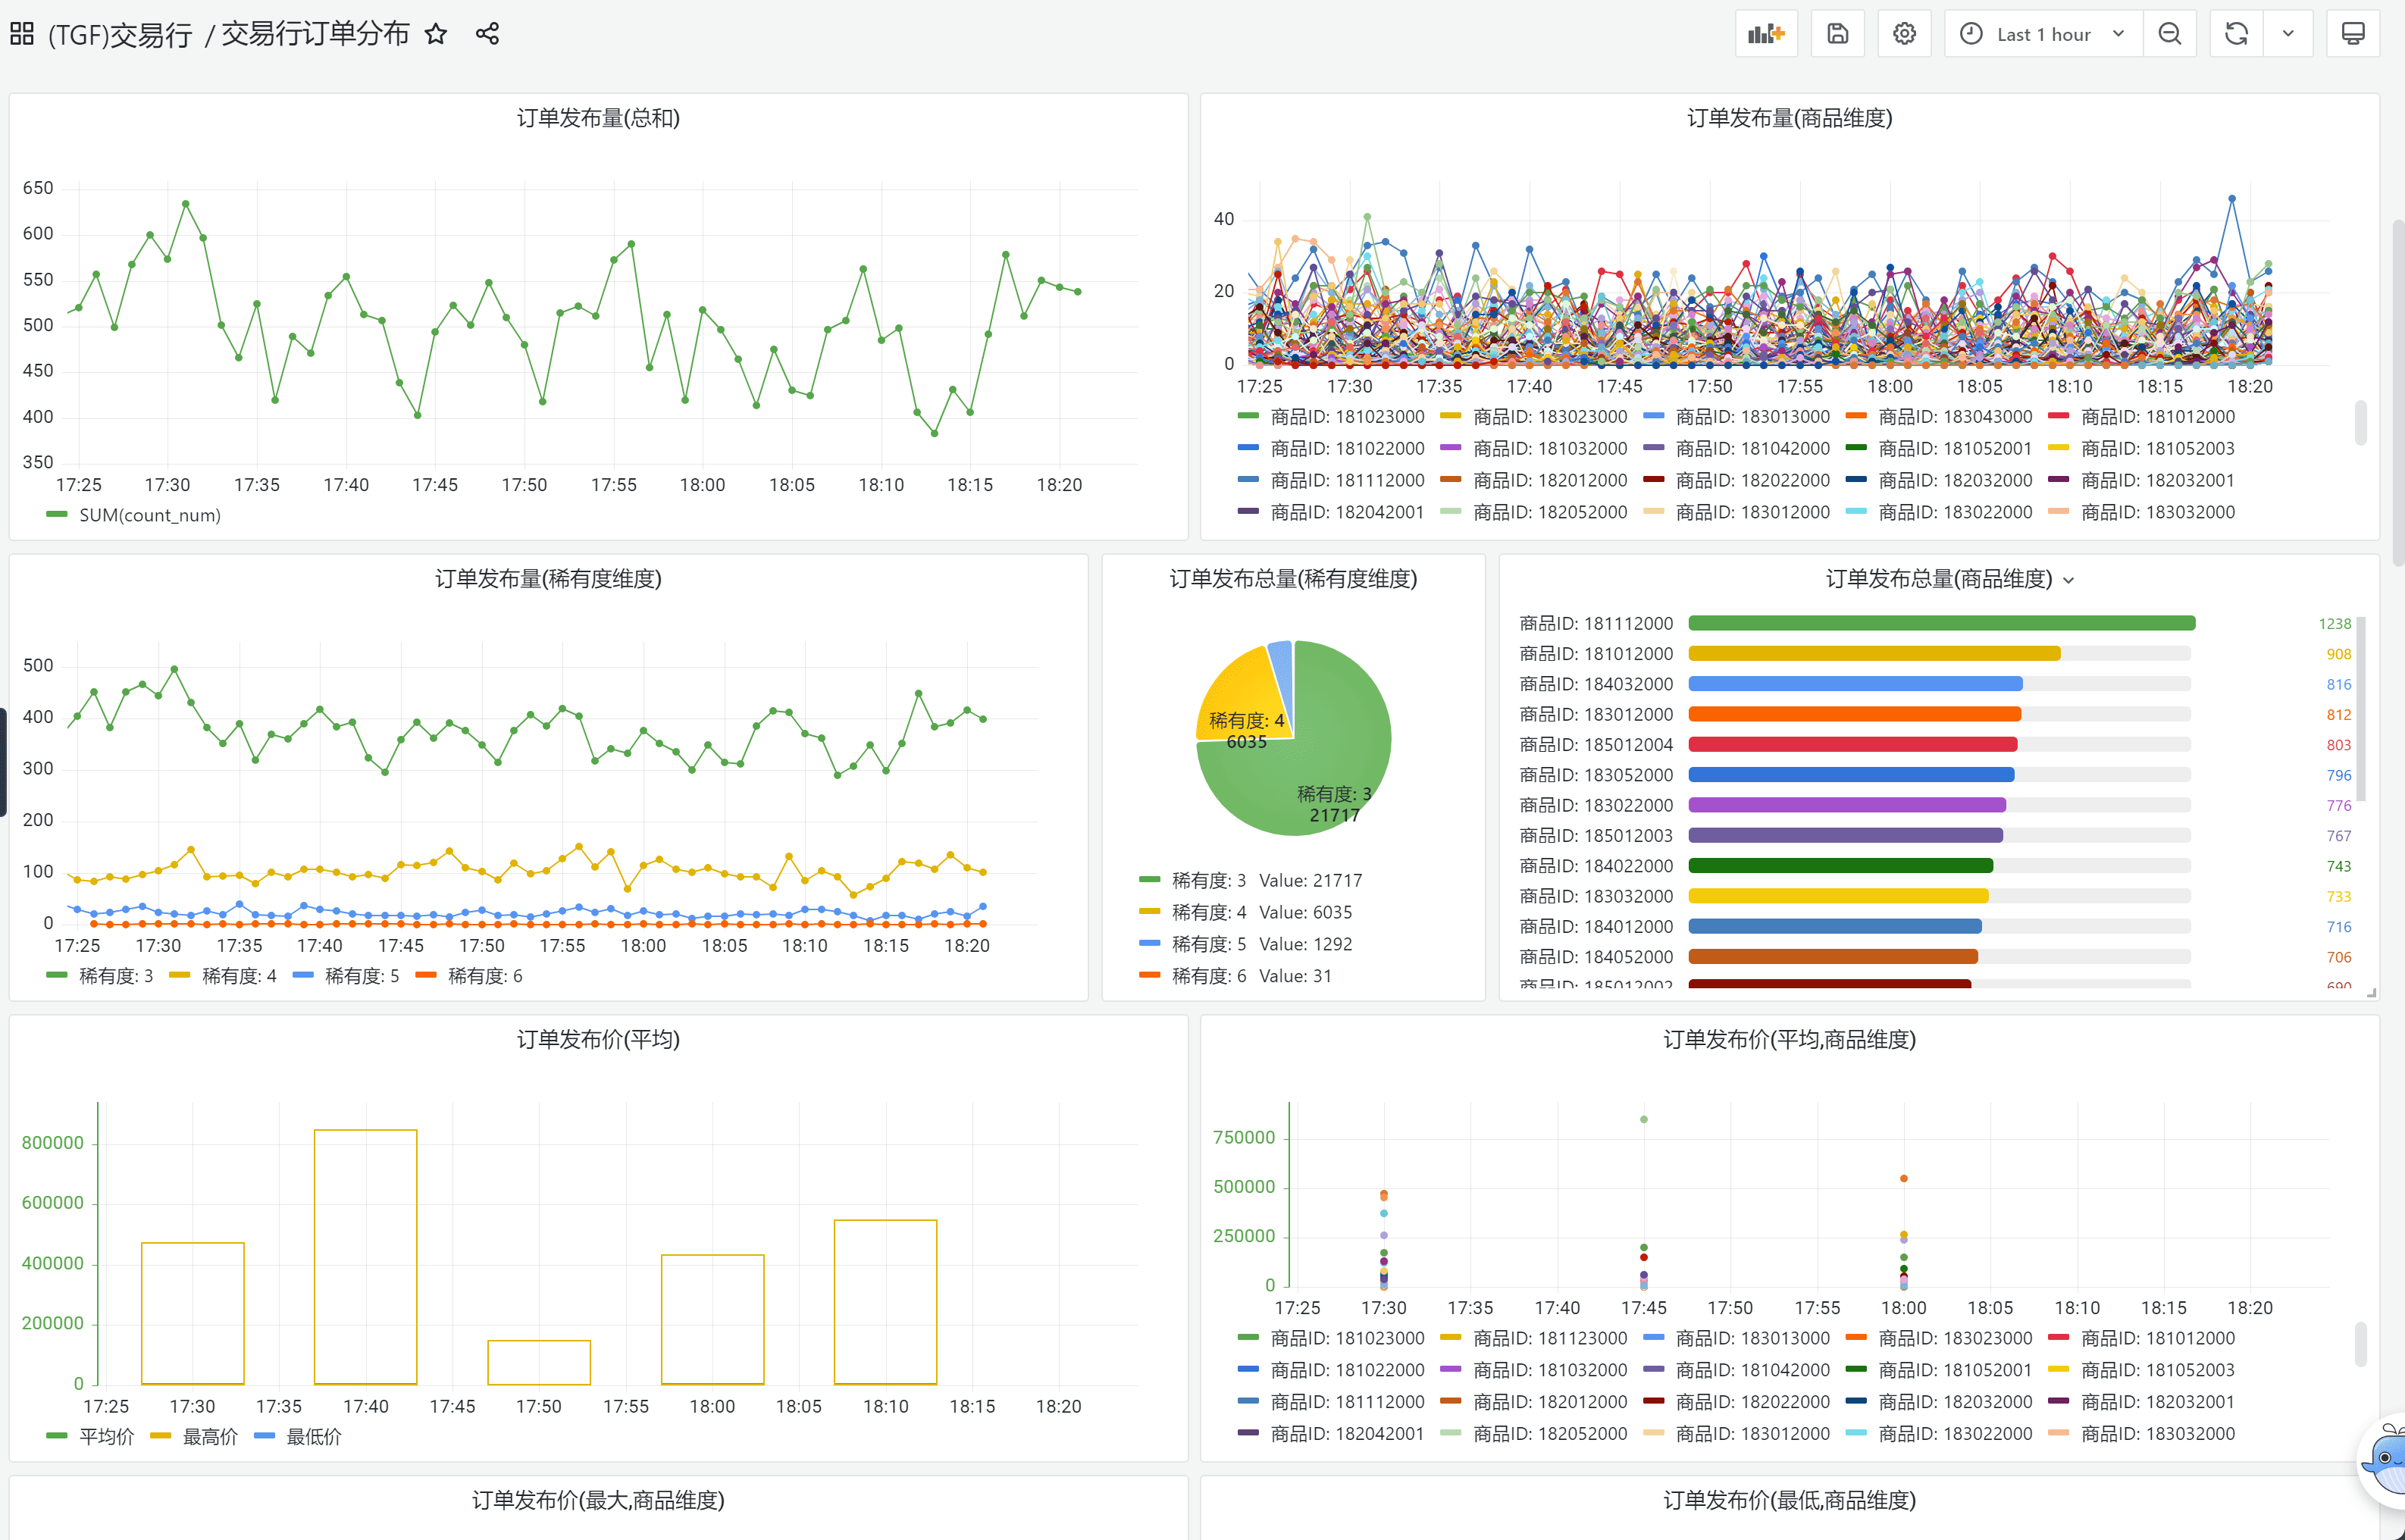 (TGF)交易行 / 交易行订单分布
Last 1 hour
订单发布量(总和)
650
600
550
500
450
400
350
17:25 17:30 17:35 17:40 17:45 17:50 17:55 18:00 18:05 18:10 18:15 18:20
SUM(count_num)
订单发布量(商品维度)
40
20
0
17:25 17:30 17:35 17:40 17:45 17:50 17:55 18:00 18:05 18:10 18:15 18:20
商品ID: 181023000 商品ID: 183023000 商品ID: 183013000 商品ID: 183043000 商品ID: 181012000
商品ID: 181022000 商品ID: 181032000 商品ID: 181042000 商品ID: 181052001 商品ID: 181052003
商品ID: 181112000 商品ID: 182012000 商品ID: 182022000 商品ID: 182032000 商品ID: 182032001
商品ID: 182042001 商品ID: 182052000 商品ID: 183012000 商品ID: 183022000 商品ID: 183032000
订单发布量(稀有度维度)
500
400
300
200
100
0
17:25 17:30 17:35 17:40 17:45 17:50 17:55 18:00 18:05 18:10 18:15 18:20
稀有度: 3 稀有度: 4 稀有度: 5 稀有度: 6
订单发布总量(稀有度维度)
稀有度: 4
6035
稀有度: 3
21717
稀有度: 3 Value: 21717
稀有度: 4 Value: 6035
稀有度: 5 Value: 1292
稀有度: 6 Value: 31
订单发布总量(商品维度)
商品ID: 181112000 1238
商品ID: 181012000 908
商品ID: 184032000 816
商品ID: 183012000 812
商品ID: 185012004 803
商品ID: 183052000 796
商品ID: 183022000 776
商品ID: 185012003 767
商品ID: 184022000 743
商品ID: 183032000 733
商品ID: 184012000 716
商品ID: 184052000 706
商品ID: 185012002 690
订单发布价(平均)
800000
600000
400000
200000
0
17:25 17:30 17:35 17:40 17:45 17:50 17:55 18:00 18:05 18:10 18:15 18:20
平均价 最高价 最低价
订单发布价(平均,商品维度)
750000
500000
250000
0
17:25 17:30 17:35 17:40 17:45 17:50 17:55 18:00 18:05 18:10 18:15 18:20
商品ID: 181023000 商品ID: 181123000 商品ID: 183013000 商品ID: 183023000 商品ID: 181012000
商品ID: 181022000 商品ID: 181032000 商品ID: 181042000 商品ID: 181052001 商品ID: 181052003
商品ID: 181112000 商品ID: 182012000 商品ID: 182022000 商品ID: 182032000 商品ID: 182032001
商品ID: 182042001 商品ID: 182052000 商品ID: 183012000 商品ID: 183022000 商品ID: 183032000
订单发布价(最大,商品维度)
订单发布价(最低,商品维度)